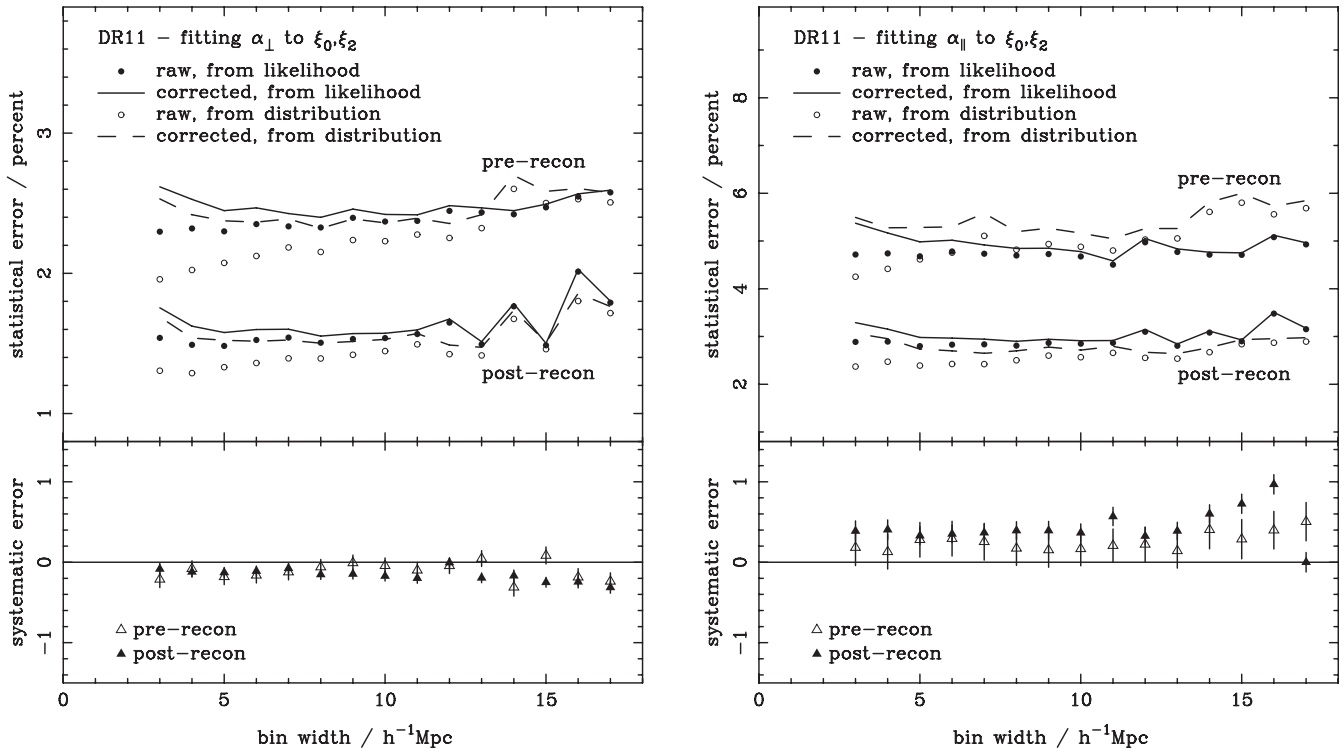 DR11 – fitting α⊥ to ξ0,ξ2
raw, from likelihood
corrected, from likelihood
raw, from distribution
corrected, from distribution
pre–recon
post–recon
statistical error / percent
3
2
1
systematic error
1
0
−1
pre–recon
post–recon
0
5
10
15
bin width / h⁻¹Mpc
DR11 – fitting α∥ to ξ0,ξ2
raw, from likelihood
corrected, from likelihood
raw, from distribution
corrected, from distribution
pre–recon
post–recon
statistical error / percent
8
6
4
2
systematic error
1
0
−1
pre–recon
post–recon
0
5
10
15
bin width / h⁻¹Mpc